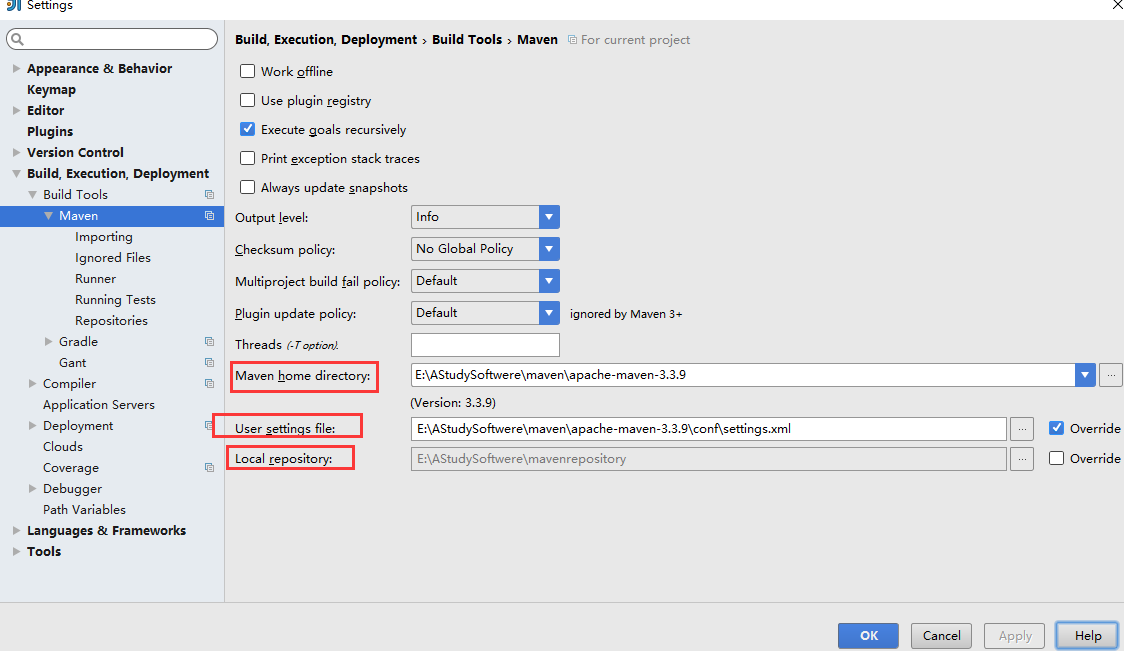 Settings
Build, Execution, Deployment › Build Tools › Maven For current project
Appearance & Behavior
Keymap
Editor
Plugins
Version Control
Build, Execution, Deployment
Build Tools
Maven
Importing
Ignored Files
Runner
Running Tests
Repositories
Gradle
Gant
Compiler
Application Servers
Deployment
Clouds
Coverage
Debugger
Path Variables
Languages & Frameworks
Tools
Work offline
Use plugin registry
Execute goals recursively
Print exception stack traces
Always update snapshots
Output level: Info
Checksum policy: No Global Policy
Multiproject build fail policy: Default
Plugin update policy: Default ignored by Maven 3+
Threads (-T option).
Maven home directory: E:\AStudySoftwere\maven\apache-maven-3.3.9 ...
(Version: 3.3.9)
User settings file: E:\AStudySoftwere\maven\apache-maven-3.3.9\conf\settings.xml ... Override
Local repository: E:\AStudySoftwere\mavenrepository ... Override
OK Cancel Apply Help